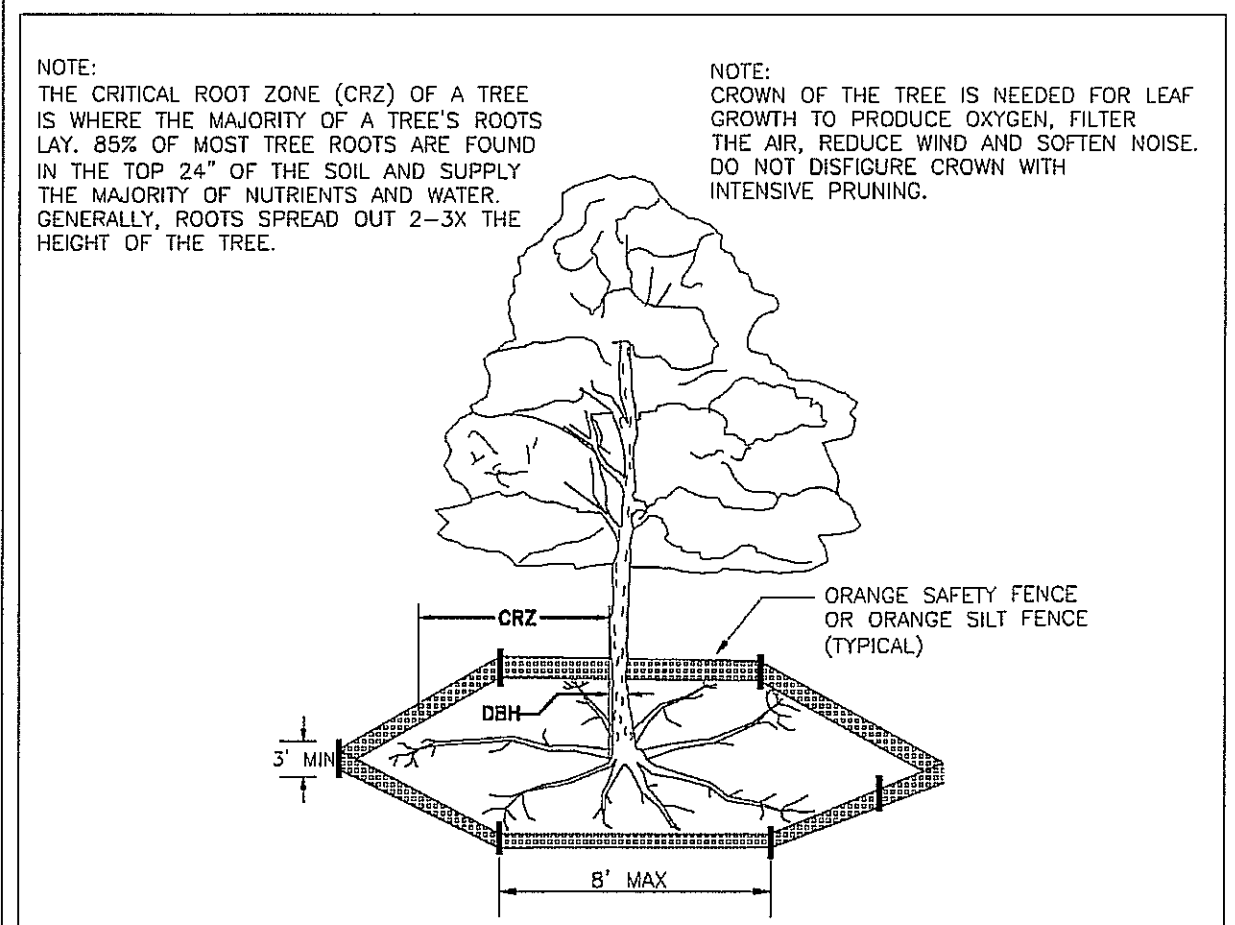 NOTE:
THE CRITICAL ROOT ZONE (CRZ) OF A TREE
IS WHERE THE MAJORITY OF A TREE'S ROOTS
LAY. 85% OF MOST TREE ROOTS ARE FOUND
IN THE TOP 24" OF THE SOIL AND SUPPLY
THE MAJORITY OF NUTRIENTS AND WATER.
GENERALLY, ROOTS SPREAD OUT 2-3X THE
HEIGHT OF THE TREE.
NOTE:
CROWN OF THE TREE IS NEEDED FOR LEAF
GROWTH TO PRODUCE OXYGEN, FILTER
THE AIR, REDUCE WIND AND SOFTEN NOISE.
DO NOT DISFIGURE CROWN WITH
INTENSIVE PRUNING.
ORANGE SAFETY FENCE
OR ORANGE SILT FENCE
(TYPICAL)
CRZ
DBH
3' MIN
8' MAX